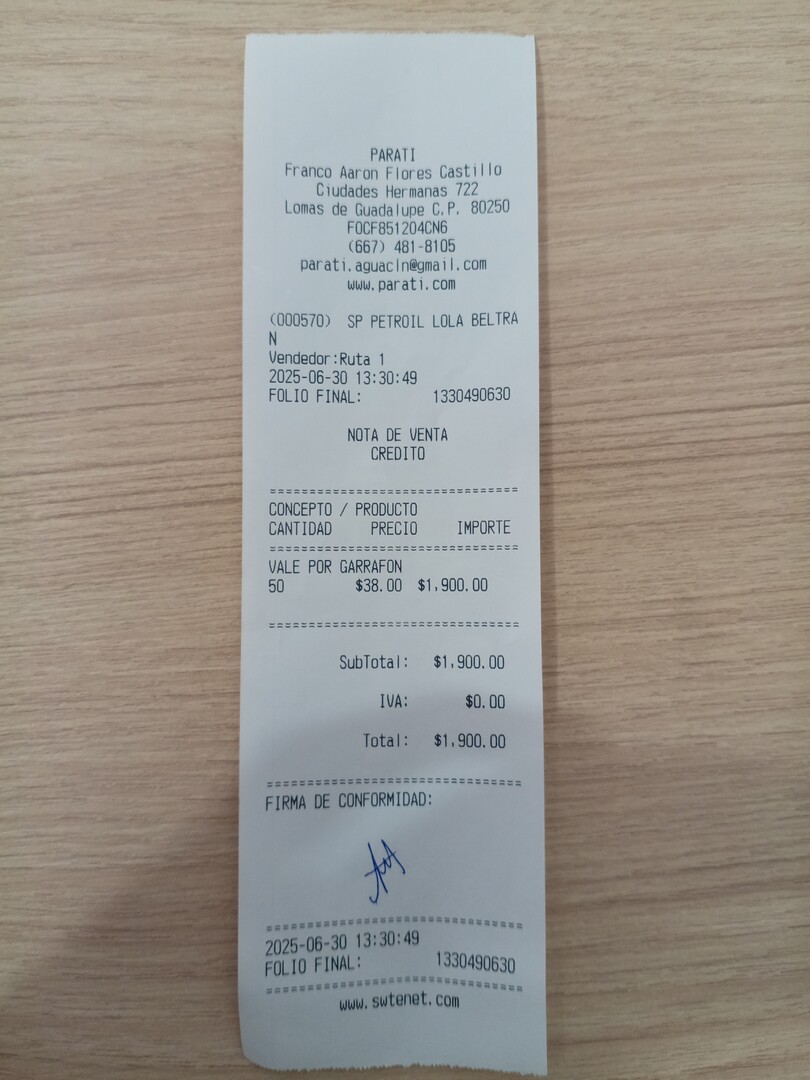 PARATI
Franco Aaron Flores Castillo
Ciudades Hermanas 722
Lomas de Guadalupe C.P. 80250
FOCF851204CN6
(667) 481-8105
parati.aguacln@gmail.com
www.parati.com
(000570) SP PETROIL LOLA BELTRA
N
Vendedor:Ruta 1
2025-06-30 13:30:49
FOLIO FINAL: 1330490630
NOTA DE VENTA
CREDITO
================================
CONCEPTO / PRODUCTO
CANTIDAD PRECIO IMPORTE
================================
VALE POR GARRAFON
50 $38.00 $1,900.00
================================
SubTotal: $1,900.00
IVA: $0.00
Total: $1,900.00
================================
FIRMA DE CONFORMIDAD:
================================
2025-06-30 13:30:49
FOLIO FINAL: 1330490630
================================
www.swtenet.com